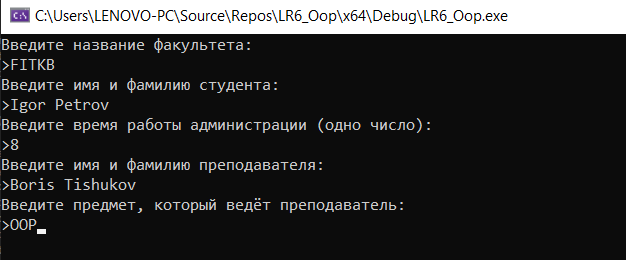 C:\Users\LENOVO-PC\Source\Repos\LR6_Oop\x64\Debug\LR6_Oop.exe
Введите название факультета:
>FITKB
Введите имя и фамилию студента:
>Igor Petrov
Введите время работы администрации (одно число):
>8
Введите имя и фамилию преподавателя:
>Boris Tishukov
Введите предмет, который ведёт преподаватель:
>OOP